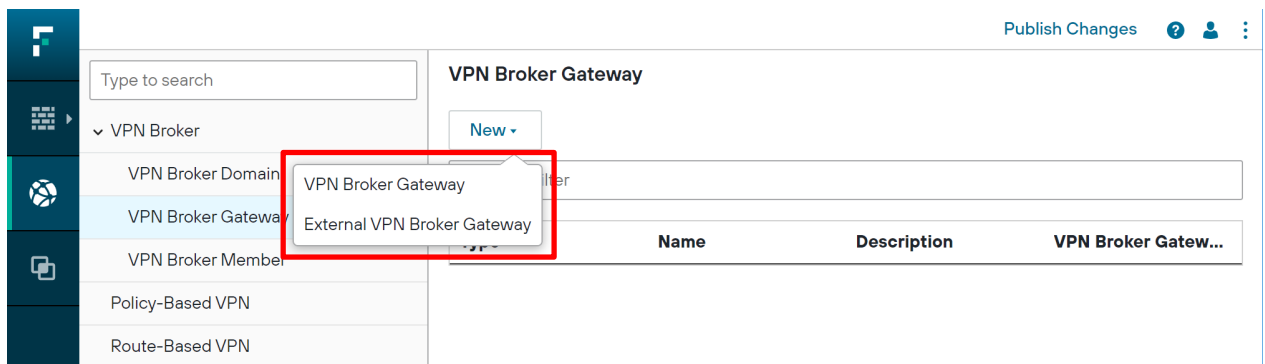 Publish Changes
Type to search
VPN Broker
VPN Broker Domain
VPN Broker Gateway
VPN Broker Member
Policy-Based VPN
Route-Based VPN
VPN Broker Gateway
New
VPN Broker Gateway
External VPN Broker Gateway
Name
Description
VPN Broker Gatew...